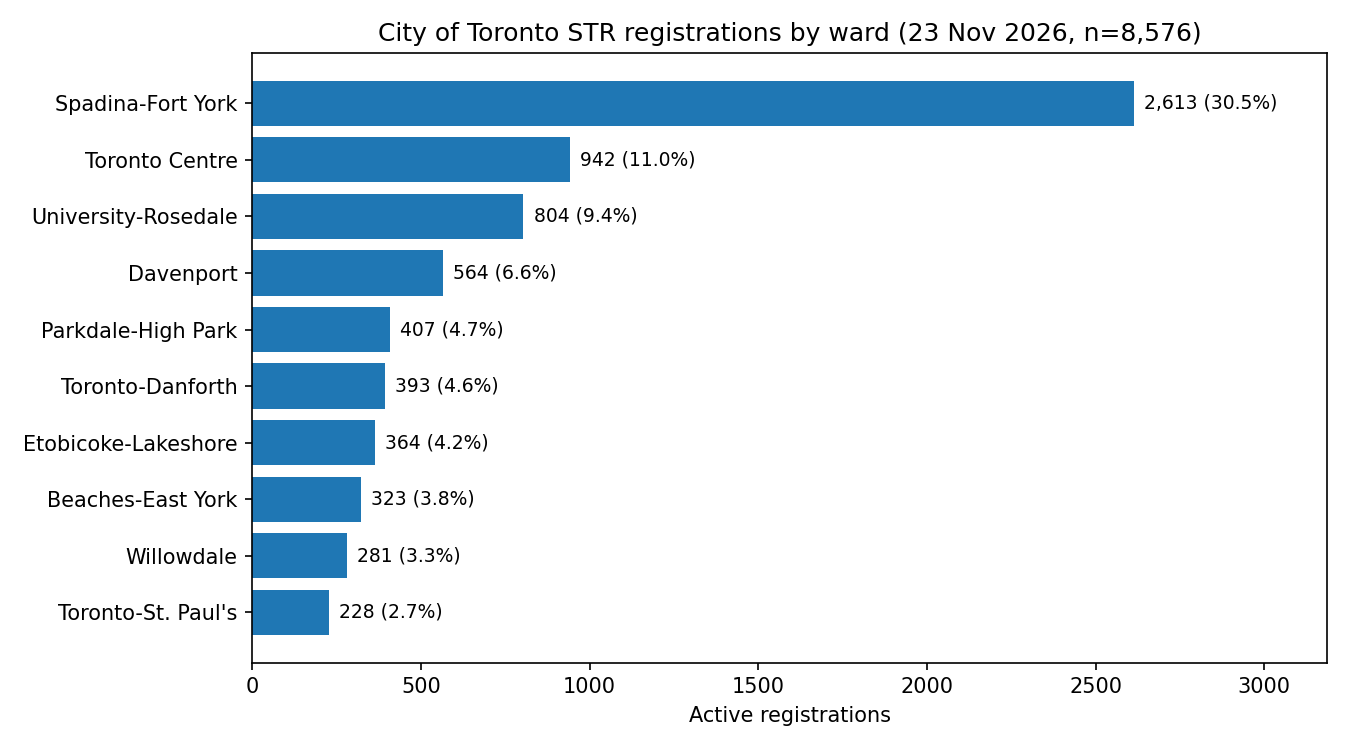 City of Toronto STR registrations by ward (23 Nov 2026, n=8,576)
Spadina-Fort York 2,613 (30.5%)
Toronto Centre 942 (11.0%)
University-Rosedale 804 (9.4%)
Davenport 564 (6.6%)
Parkdale-High Park 407 (4.7%)
Toronto-Danforth 393 (4.6%)
Etobicoke-Lakeshore 364 (4.2%)
Beaches-East York 323 (3.8%)
Willowdale 281 (3.3%)
Toronto-St. Paul's 228 (2.7%)
0 500 1000 1500 2000 2500 3000
Active registrations